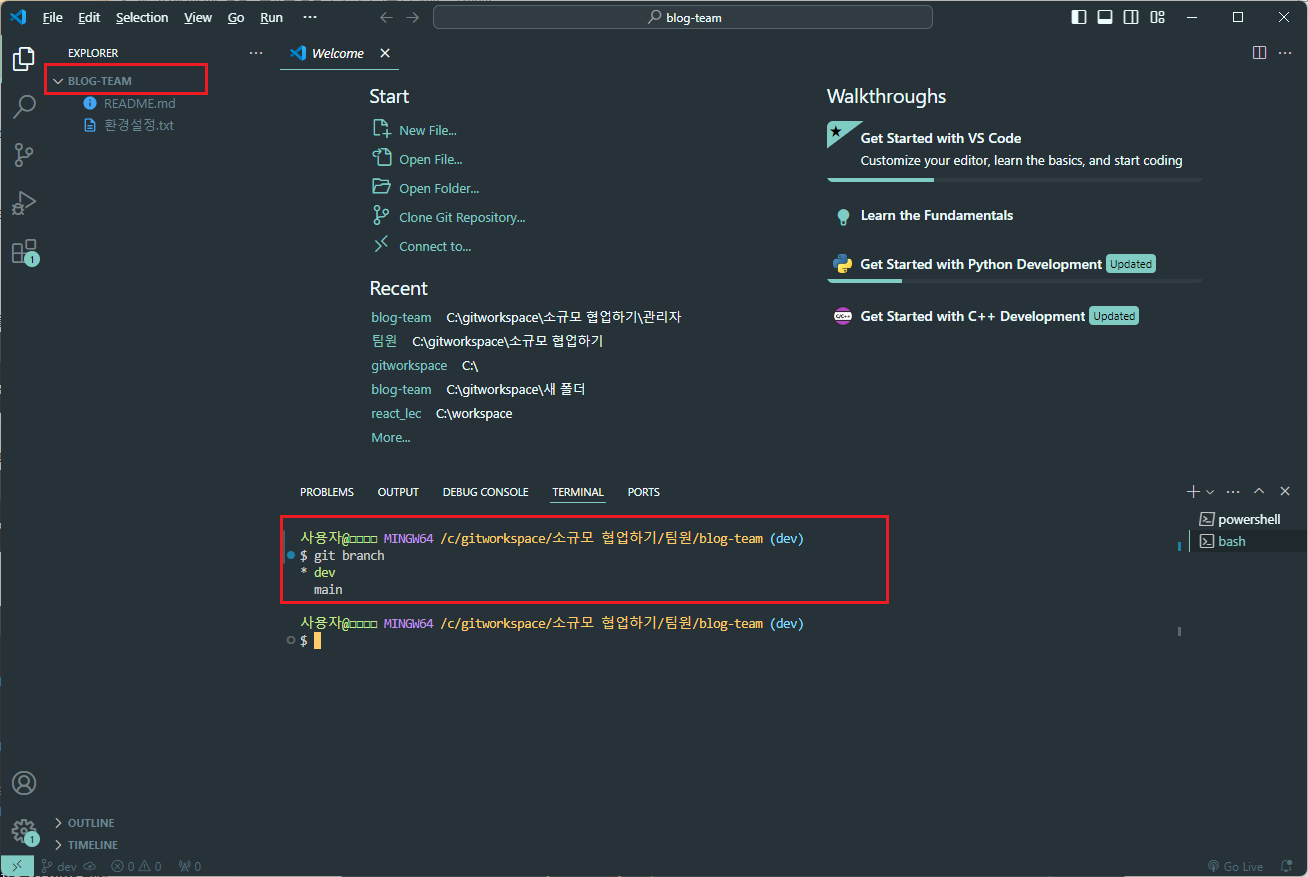 File Edit Selection View Go Run ··· blog-team
EXPLORER ···
BLOG-TEAM
README.md
환경설정.txt
Welcome
Start
New File...
Open File...
Open Folder...
Clone Git Repository...
Connect to...
Recent
blog-team C:\gitworkspace\소규모 협업하기\관리자
팀원 C:\gitworkspace\소규모 협업하기
gitworkspace C:\
blog-team C:\gitworkspace\새 폴더
react_lec C:\workspace
More...
Walkthroughs
Get Started with VS Code
Customize your editor, learn the basics, and start coding
Learn the Fundamentals
Get Started with Python Development Updated
C/C++ Get Started with C++ Development Updated
PROBLEMS OUTPUT DEBUG CONSOLE TERMINAL PORTS
사용자@□□□□ MINGW64 /c/gitworkspace/소규모 협업하기/팀원/blog-team (dev)
$ git branch
* dev
main
사용자@□□□□ MINGW64 /c/gitworkspace/소규모 협업하기/팀원/blog-team (dev)
$
powershell
bash
1
1
OUTLINE
TIMELINE
dev 0 0 0 Go Live